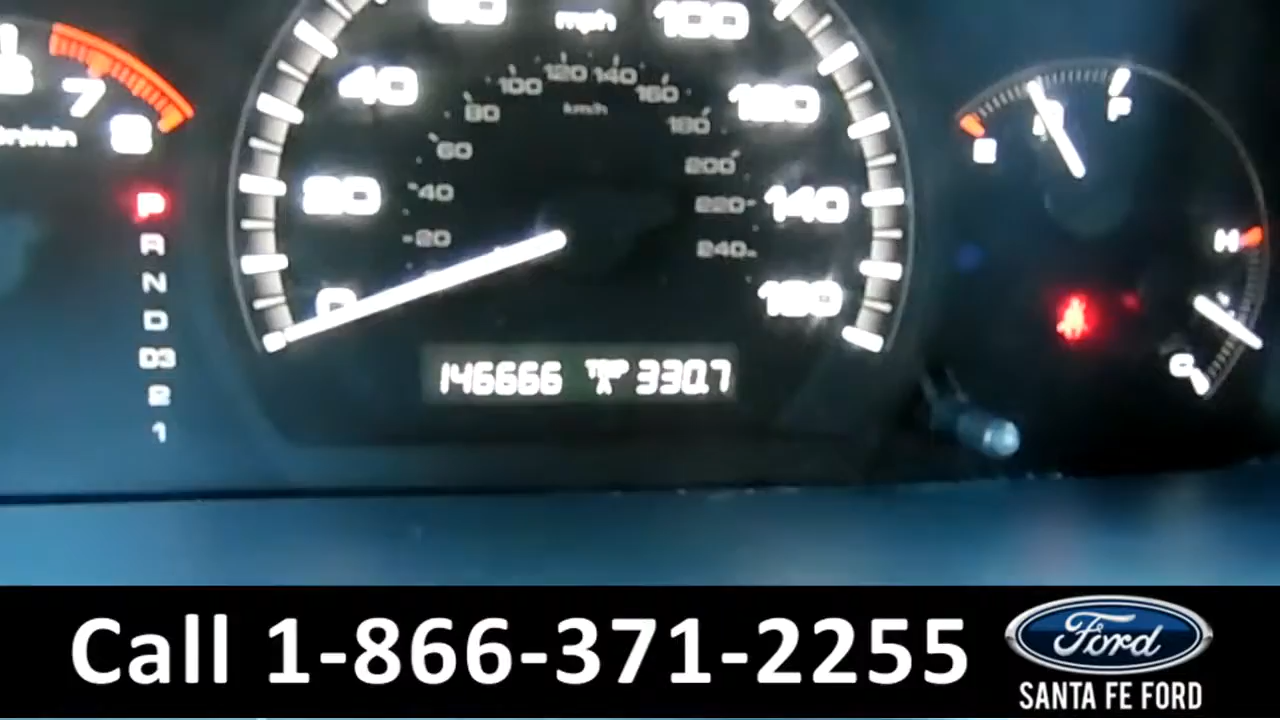 mph
100
40
100 120 140 160
km/h
7
8
80
180
120
F
E
60
200
P
20
40
220
140
R
20
240
H
N
0
160
D
D3
146666 TRIP A 330.7
C
2
1
Call 1-866-371-2255
Ford
SANTA FE FORD